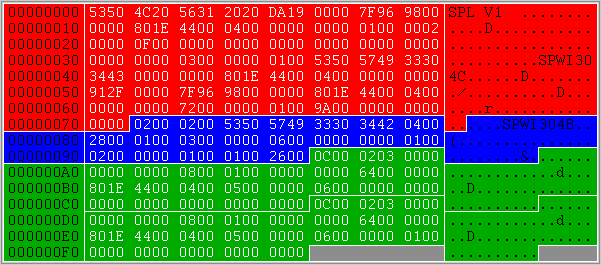 00000000 5350 4C20 5631 2020 DA19 0000 7F96 9800 SPL V1  ........
00000010 0000 801E 4400 0400 0000 0000 0100 0002 ....D...........
00000020 0000 0F00 0000 0000 0000 0000 0000 0000 ................
00000030 0000 0000 0300 0000 0100 5350 5749 3330 ..........SPWI30
00000040 3443 0000 0000 801E 4400 0400 0000 0000 4C......D.......
00000050 912F 0000 7F96 9800 0000 801E 4400 0400 ............D...
00000060 0000 0000 7200 0000 0100 9A00 0000 0000 ....r...........
00000070 0000 0200 0200 5350 5749 3330 3442 0400 ......SPWI304B..
00000080 2800 0100 0300 0000 0600 0000 0000 0100 (...............
00000090 0200 0000 0100 0100 2600 0C00 0203 0000 ........&.......
000000A0 0000 0000 0800 0100 0000 0000 6400 0000 ............d...
000000B0 801E 4400 0400 0500 0000 0600 0000 0000 ..D.............
000000C0 0000 0000 0000 0000 0000 0C00 0203 0000 ................
000000D0 0000 0000 0800 0100 0000 0000 6400 0000 ............d...
000000E0 801E 4400 0400 0500 0000 0600 0000 0100 ..D.............
000000F0 0000 0000 0000 0000 0000 ..........